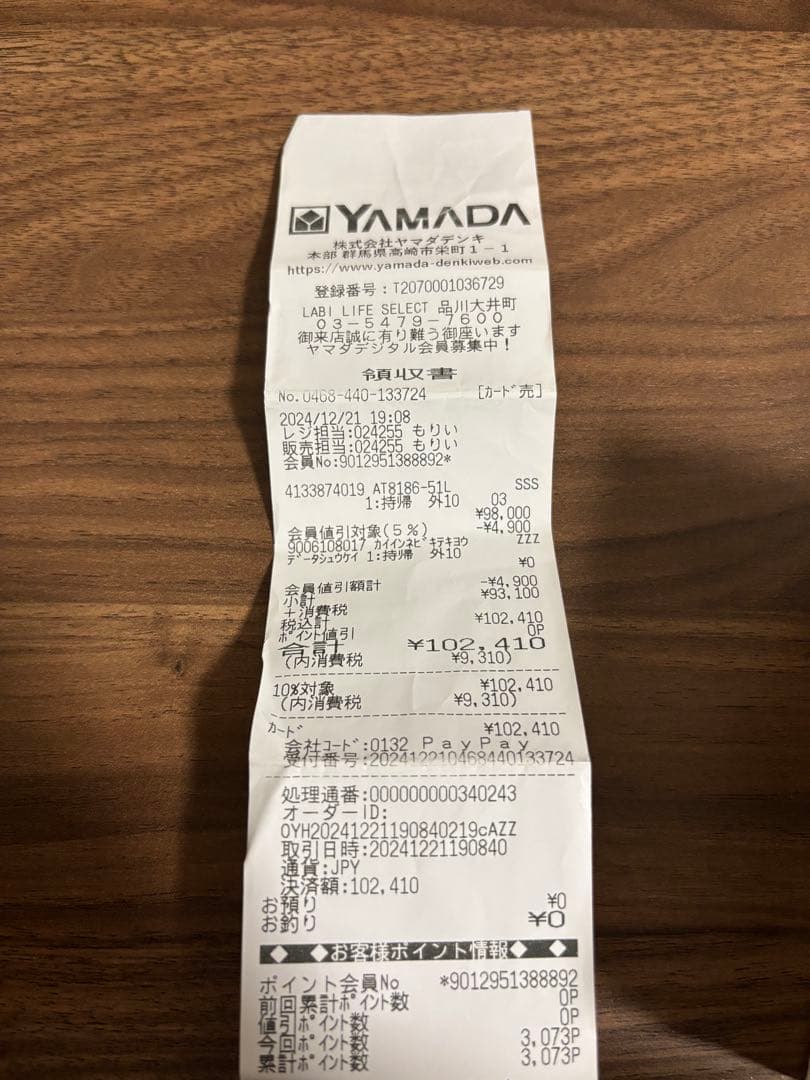 YAMADA
株式会社ヤマダデンキ
本部 群馬県高崎市栄町1-1
https://www.yamada-denkiweb.com
登録番号:T2070001036729
LABI LIFE SELECT 品川大井町
03-5479-7600
御来店誠に有り難う御座います
ヤマダデジタル会員募集中!
領収書
No.0468-440-133724 [カード売]
2024/12/21 19:08
レジ担当:024255 もりい
販売担当:024255 もりい
会員No:9012951388892*
4133874019 AT8186-51L SSS
1:持帰 外10 03
¥98,000
会員値引対象(5%) -¥4,900
9006108017 カイインネビキテキヨウ ZZZ
データシュウケイ 1:持帰 外10
¥0
会員値引額計 -¥4,900
小計 ¥93,100
+消費税
税込計 ¥102,410
ポイント値引 0P
合計 ¥102,410
(内消費税 ¥9,310)
10%対象 ¥102,410
(内消費税 ¥9,310)
カード ¥102,410
会社コード:0132 PayPay
受付番号:202412210468440133724
処理通番:000000000340243
オーダーID:
0YH20241221190840219cAZZ
取引日時:20241221190840
通貨:JPY
決済額:102,410
お預り ¥0
お釣り ¥0
◆ ◆お客様ポイント情報◆ ◆
ポイント会員No *9012951388892
前回累計ポイント数 0P
値引ポイント数 0P
今回ポイント数 3,073P
累計ポイント数 3,073P